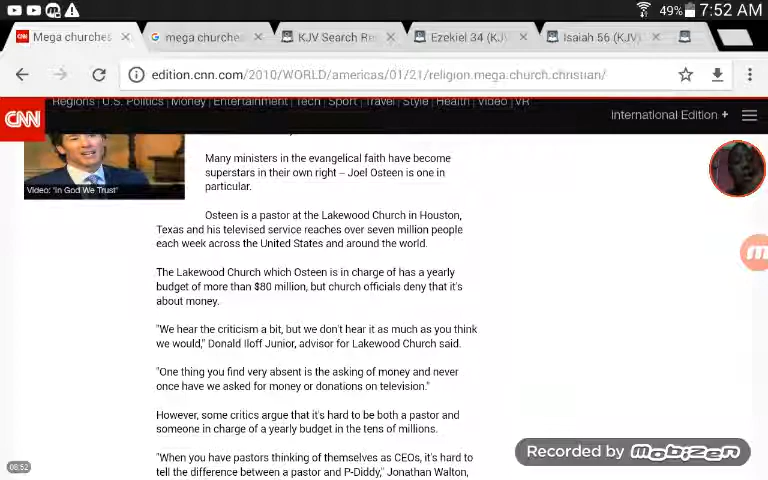 49% 7:52 AM
Mega churches
mega churche
KJV Search Re
Ezekiel 34 (KJV
Isaiah 56 (KJV)
edition.cnn.com/2010/WORLD/americas/01/21/religion.mega.church.christian/
CNN
Regions U.S. Politics Money Entertainment Tech Sport Travel Style Health Video VR
International Edition +
Video: "In God We Trust"
Many ministers in the evangelical faith have become
superstars in their own right -- Joel Osteen is one in
particular.
Osteen is a pastor at the Lakewood Church in Houston,
Texas and his televised service reaches over seven million people
each week across the United States and around the world.
The Lakewood Church which Osteen is in charge of has a yearly
budget of more than $80 million, but church officials deny that it's
about money.
"We hear the criticism a bit, but we don't hear it as much as you think
we would," Donald Iloff Junior, advisor for Lakewood Church said.
"One thing you find very absent is the asking of money and never
once have we asked for money or donations on television."
However, some critics argue that it's hard to be both a pastor and
someone in charge of a yearly budget in the tens of millions.
"When you have pastors thinking of themselves as CEOs, it's hard to
tell the difference between a pastor and P-Diddy," Jonathan Walton,
08:52
Recorded by Mobizen